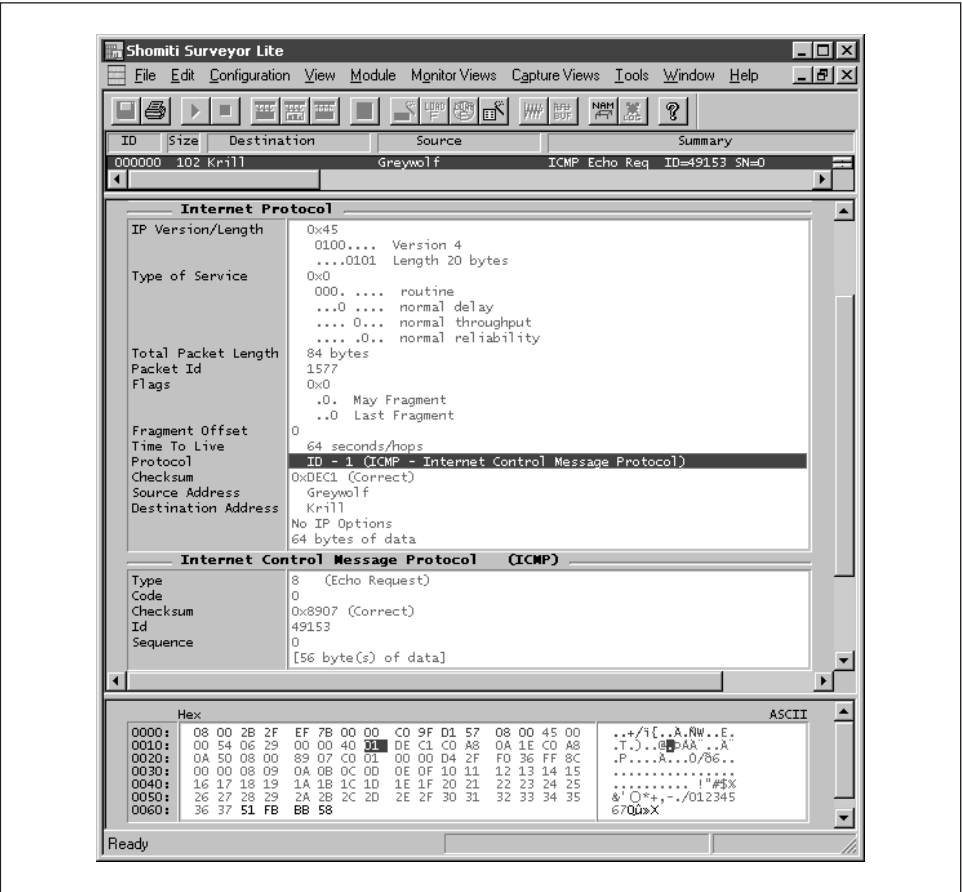 Shomiti Surveyor Lite
File Edit Configuration View Module Monitor Views Capture Views Tools Window Help
ID Size Destination Source Summary
000000 102 Krill Greywolf ICMP Echo Req ID=49153 SN=0
Internet Protocol
IP Version/Length 0x45
0100.... Version 4
....0101 Length 20 bytes
Type of Service 0x0
000. .... routine
...0 .... normal delay
.... 0... normal throughput
.... .0.. normal reliability
Total Packet Length 84 bytes
Packet Id 1577
Flags 0x0
.0. May Fragment
..0 Last Fragment
Fragment Offset 0
Time To Live 64 seconds/hops
Protocol ID - 1 (ICMP - Internet Control Message Protocol)
Checksum 0xDEC1 (Correct)
Source Address Greywolf
Destination Address Krill
No IP Options
64 bytes of data
Internet Control Message Protocol (ICMP)
Type 8 (Echo Request)
Code 0
Checksum 0x8907 (Correct)
Id 49153
Sequence 0
[56 byte(s) of data]
Hex ASCII
0000: 08 00 2B 2F EF 7B 00 00 C0 9F D1 57 08 00 45 00 ..+/ï{..À.ÑW..E.
0010: 00 54 06 29 00 00 40 01 DE C1 C0 A8 0A 1E C0 A8 .T.)..@.ÞÁÀ¨..À¨
0020: 0A 50 08 00 89 07 C0 01 00 00 D4 2F F0 36 FF 8C .P....À...Ô/ð6..
0030: 00 00 08 09 0A 0B 0C 0D 0E 0F 10 11 12 13 14 15 ................
0040: 16 17 18 19 1A 1B 1C 1D 1E 1F 20 21 22 23 24 25 .......... !"#$%
0050: 26 27 28 29 2A 2B 2C 2D 2E 2F 30 31 32 33 34 35 &'()*+,-./012345
0060: 36 37 51 FB BB 58 67Qû»X
Ready